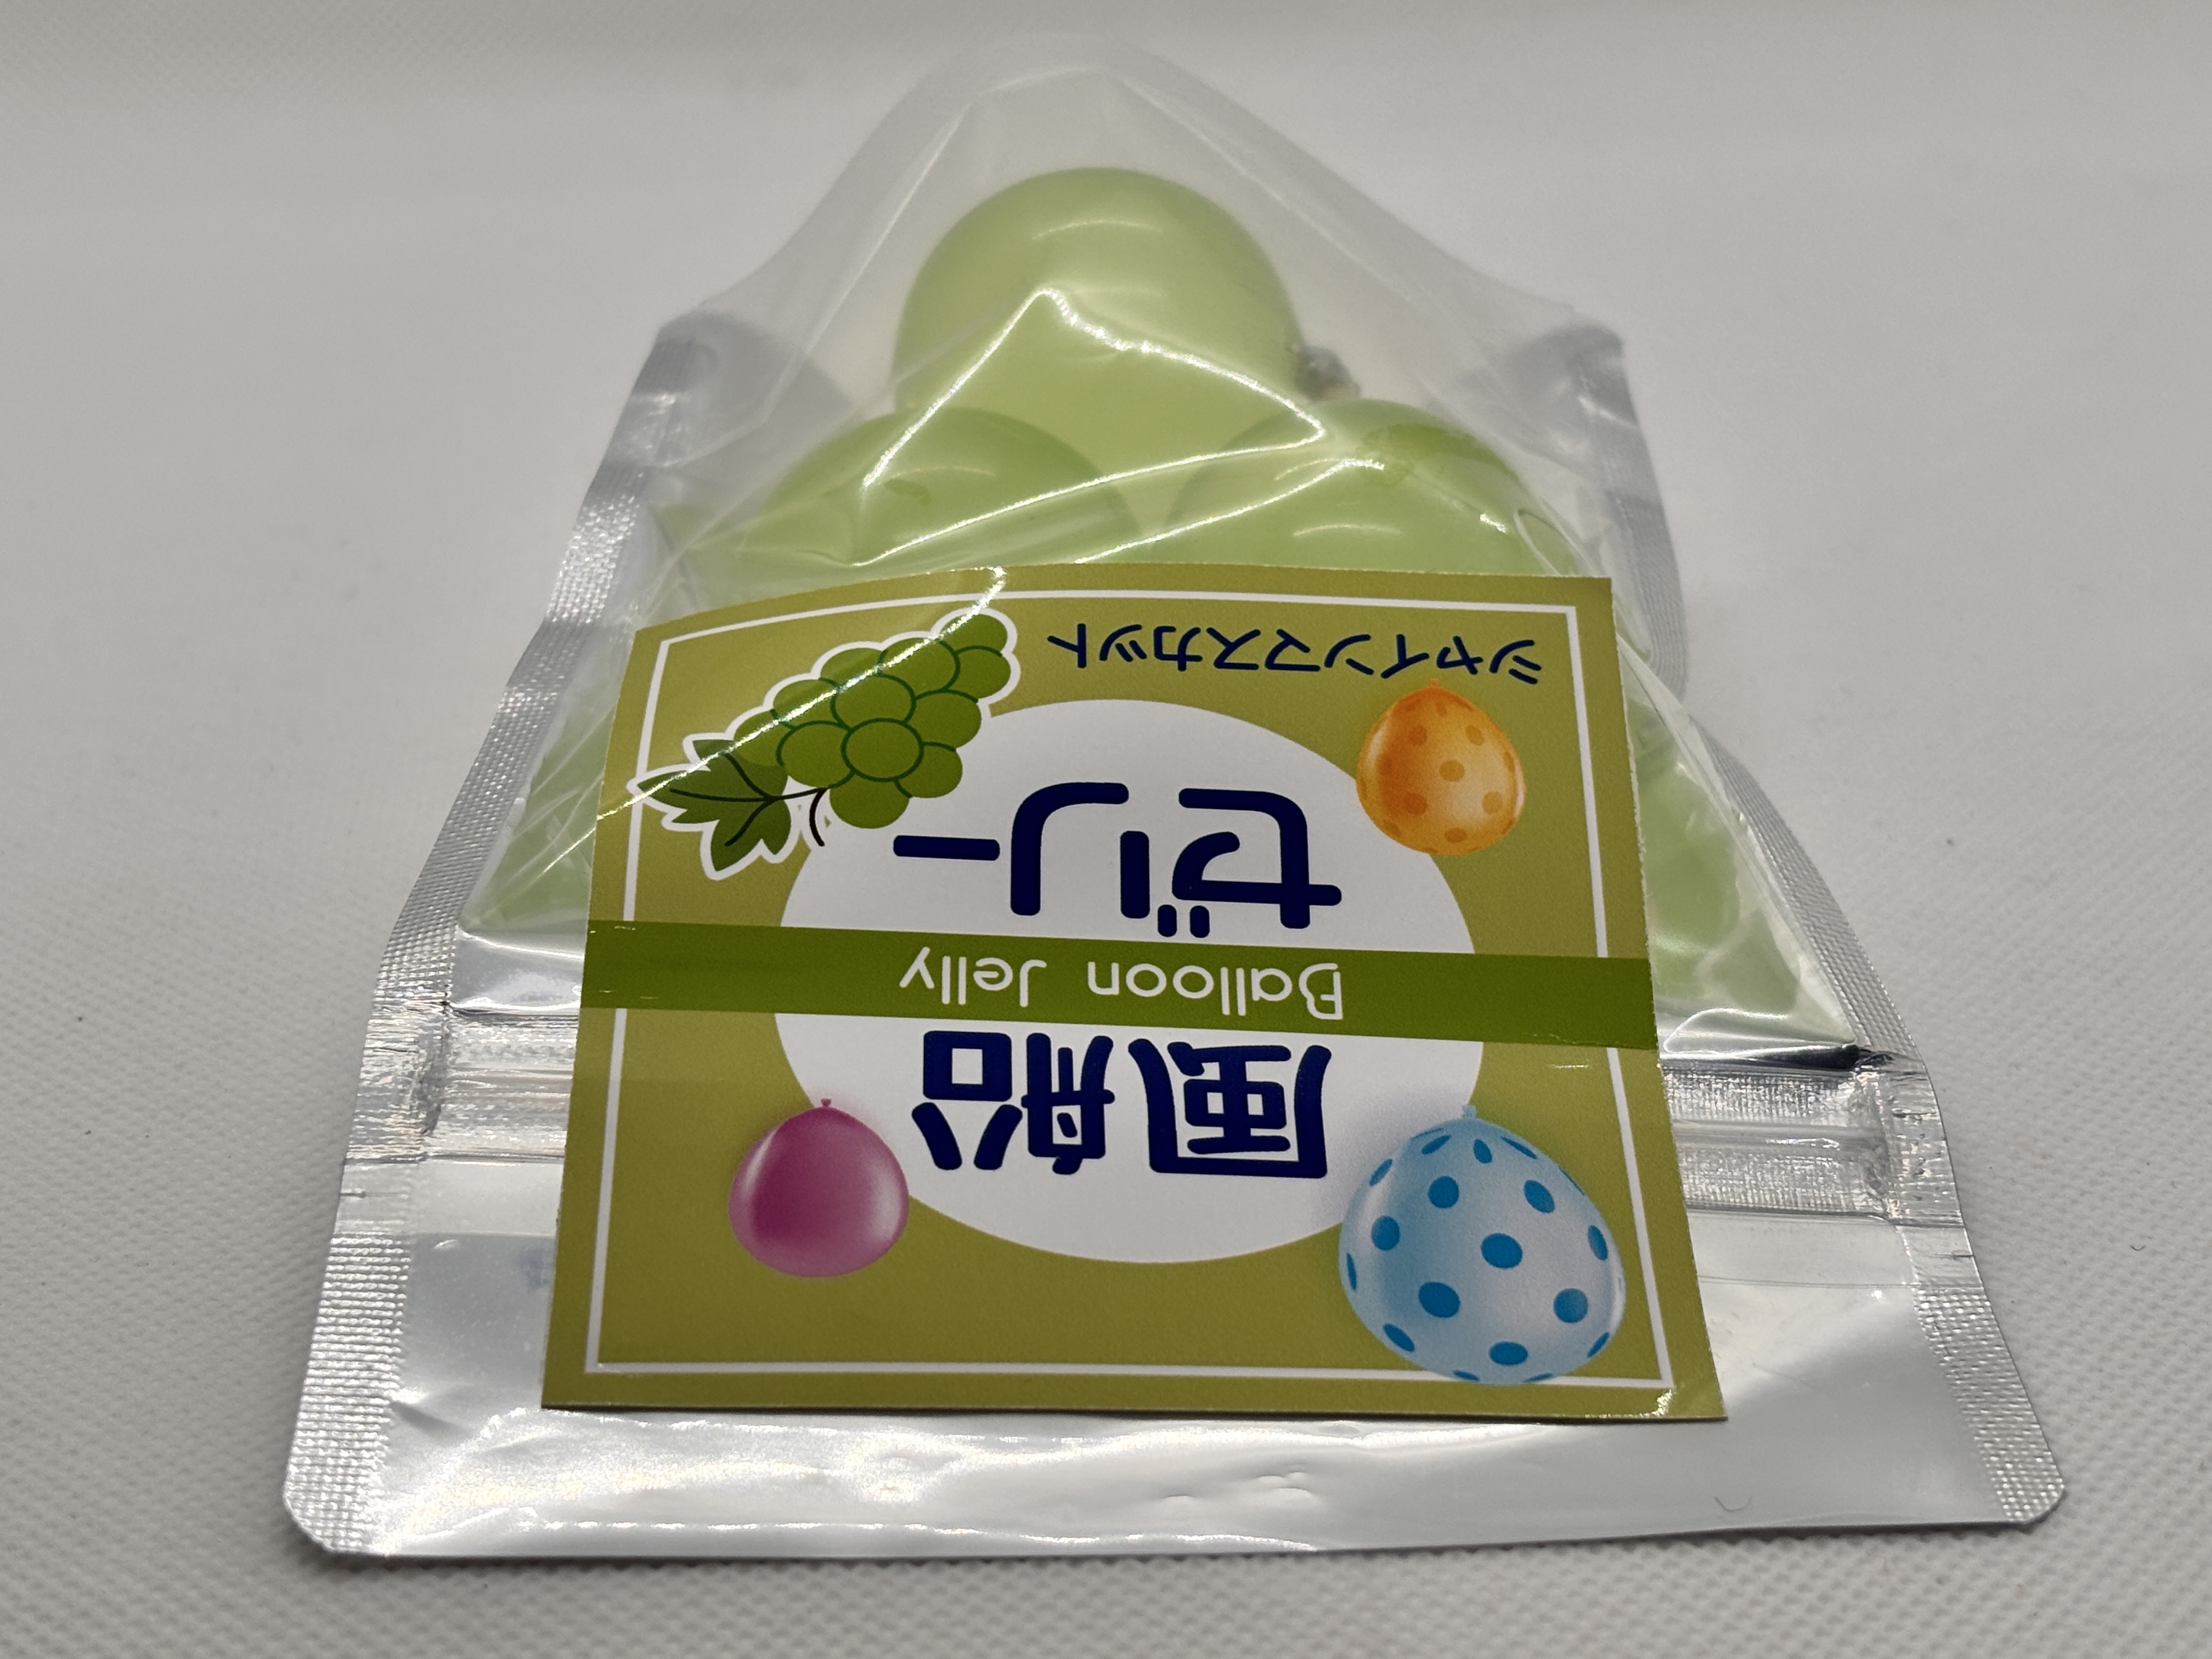 風船
Balloon Jelly
ゼリー
シャインマスカット